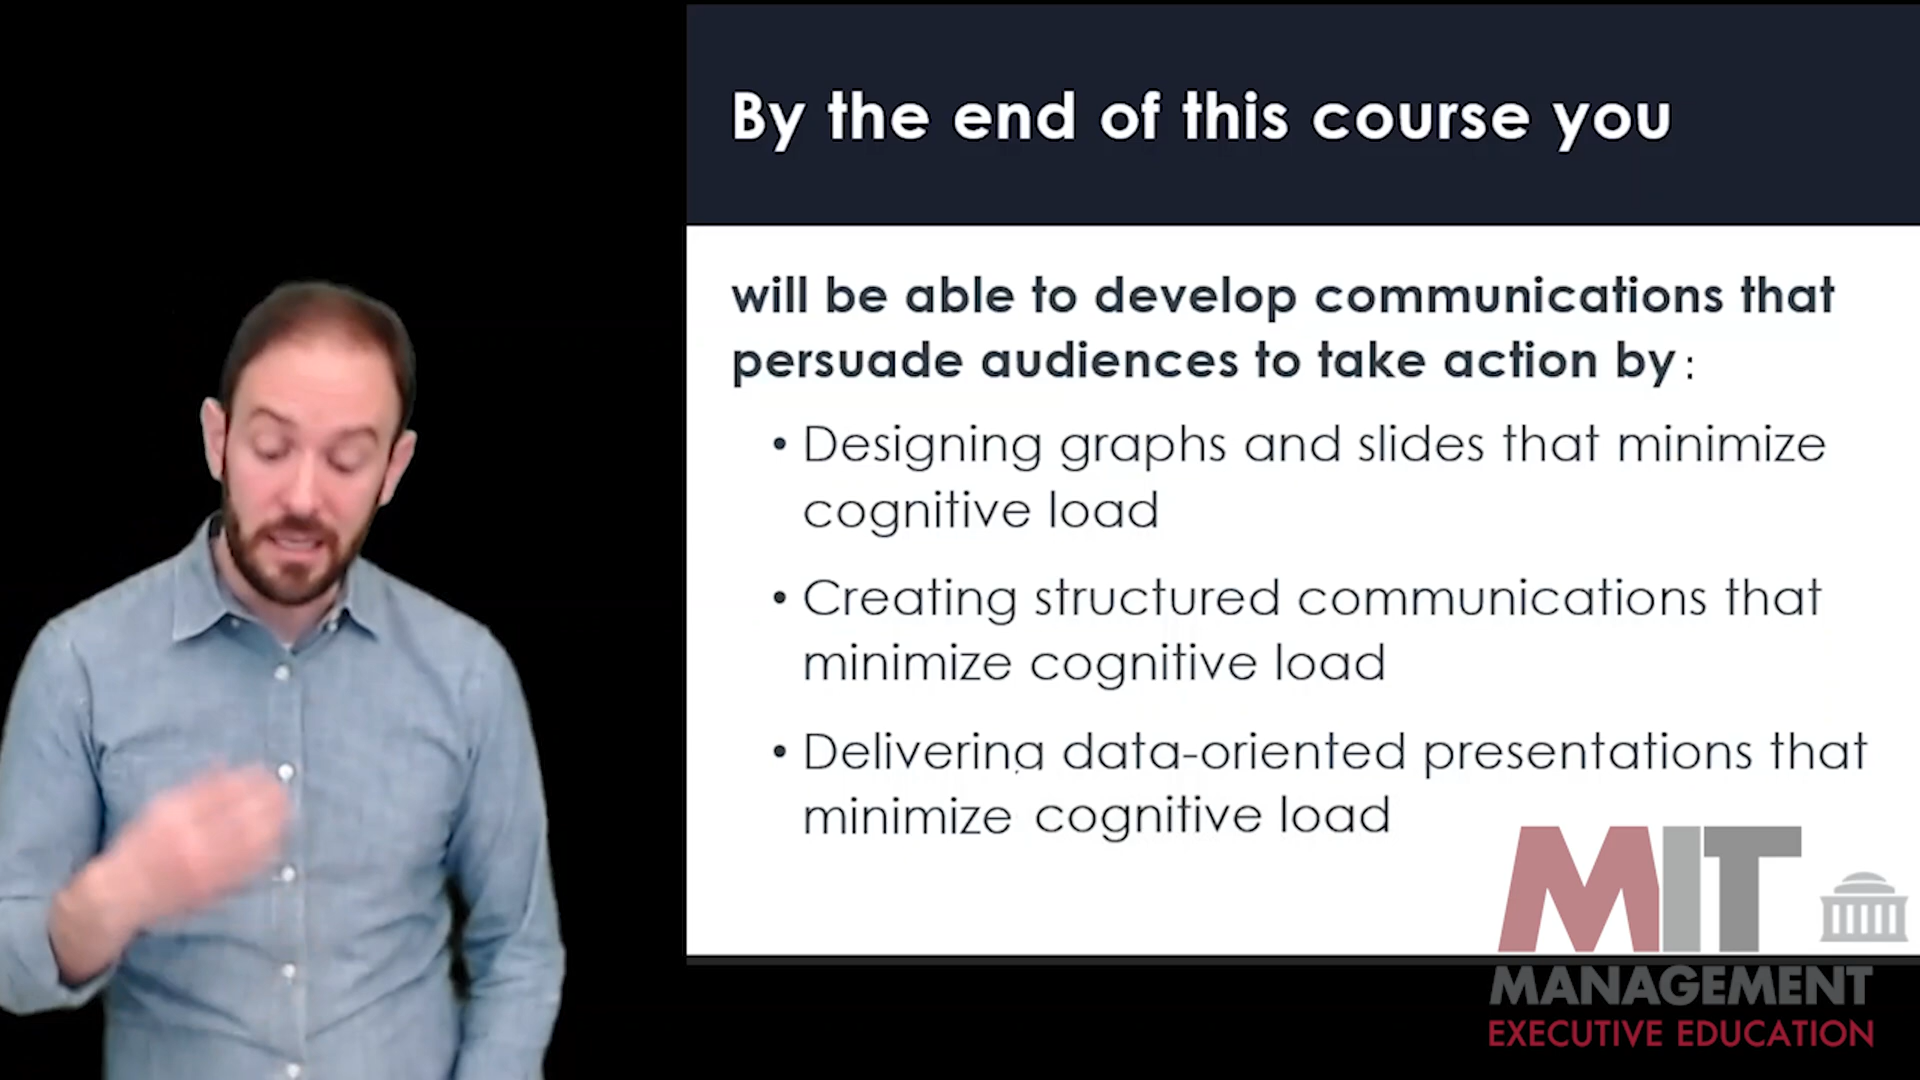 By the end of this course you
will be able to develop communications that
persuade audiences to take action by :
• Designing graphs and slides that minimize
cognitive load
• Creating structured communications that
minimize cognitive load
• Delivering data-oriented presentations that
minimize cognitive load
MIT
MANAGEMENT
EXECUTIVE EDUCATION